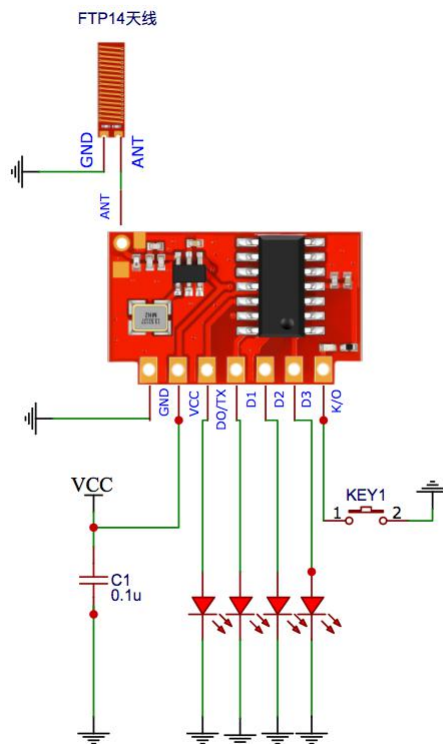 FTP14天线
GND
ANT
ANT
GND
VCC
DO/TX
D1
D2
D3
K/O
VCC
C1
0.1u
KEY1
1
2